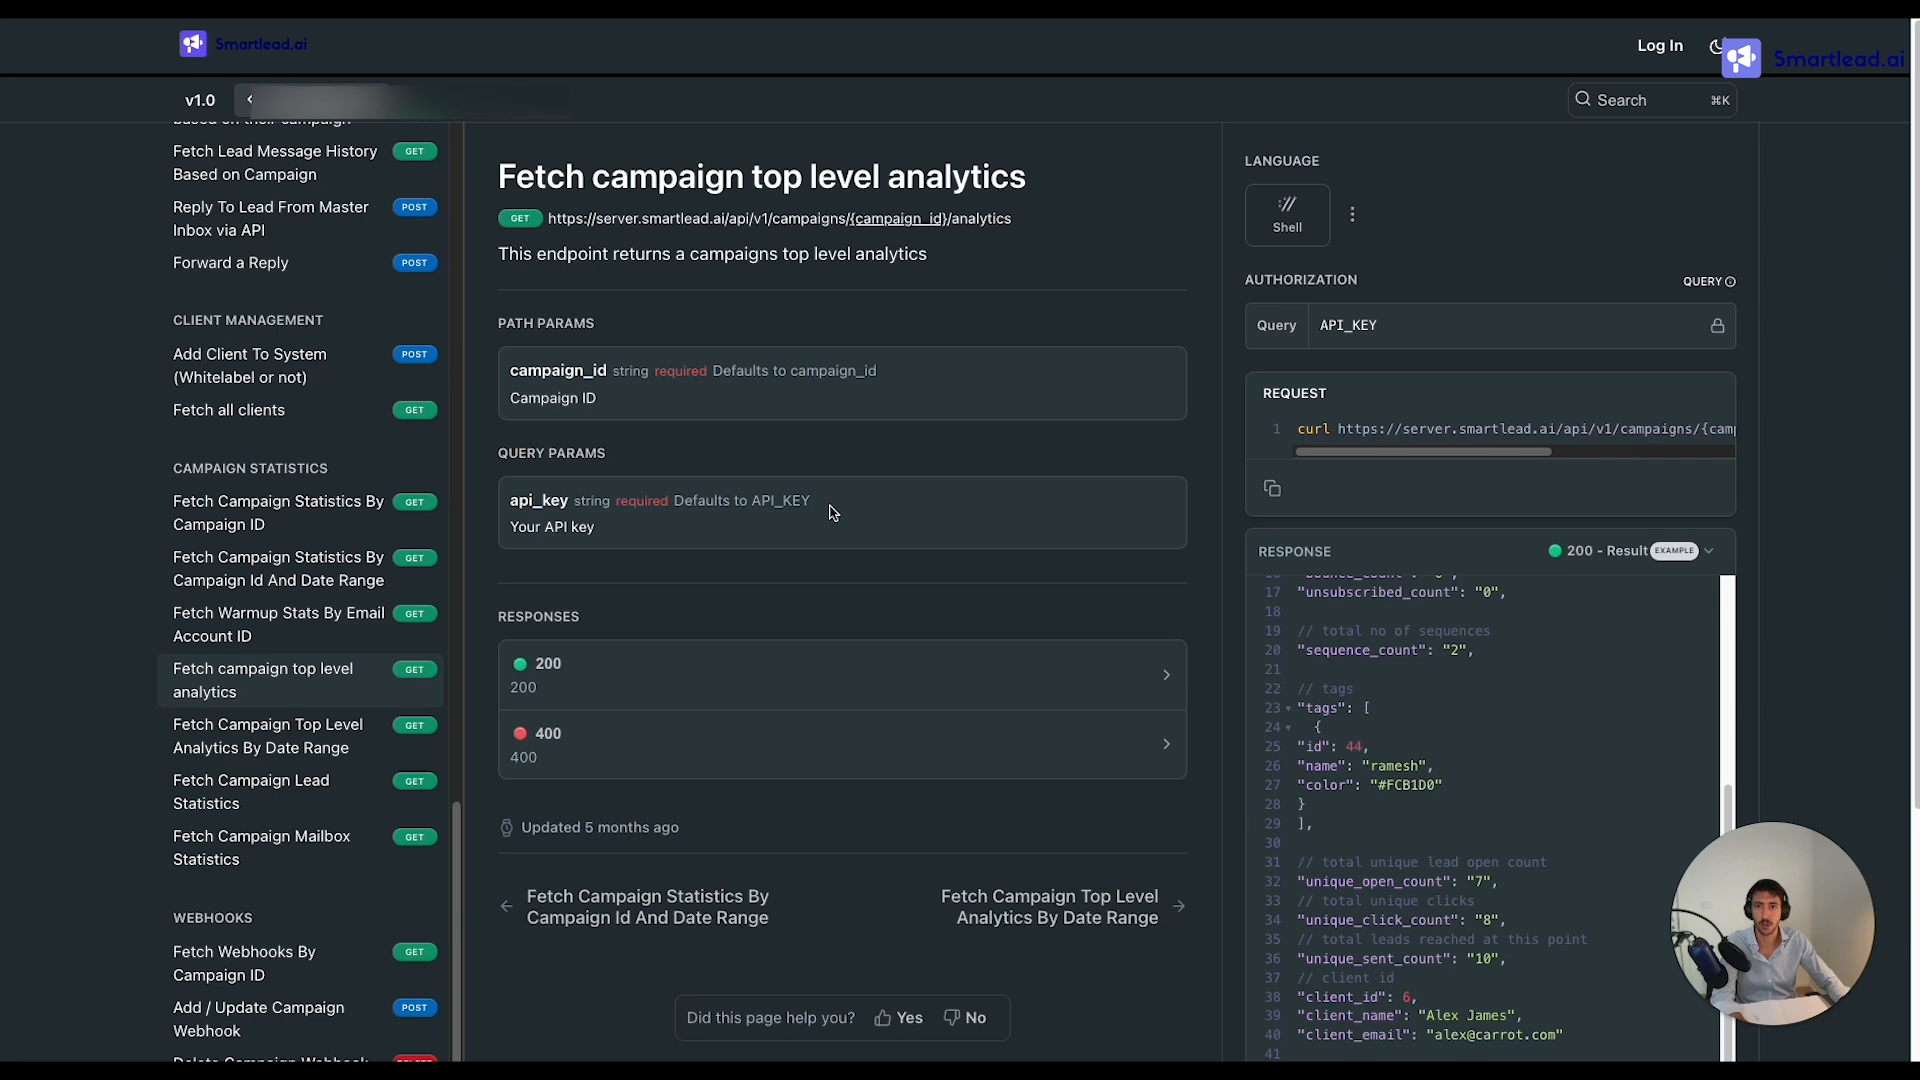 Smartlead.ai
Log In
Smartlead.ai
v1.0
Search
⌘K
based on their campaign
Fetch Lead Message History
Based on Campaign
GET
Reply To Lead From Master
Inbox via API
POST
Forward a Reply
POST
CLIENT MANAGEMENT
Add Client To System
(Whitelabel or not)
POST
Fetch all clients
GET
CAMPAIGN STATISTICS
Fetch Campaign Statistics By
Campaign ID
GET
Fetch Campaign Statistics By
Campaign Id And Date Range
GET
Fetch Warmup Stats By Email
Account ID
GET
Fetch campaign top level
analytics
GET
Fetch Campaign Top Level
Analytics By Date Range
GET
Fetch Campaign Lead
Statistics
GET
Fetch Campaign Mailbox
Statistics
GET
WEBHOOKS
Fetch Webhooks By
Campaign ID
GET
Add / Update Campaign
Webhook
POST
Delete Campaign Webhook
DELETE
Fetch campaign top level analytics
GET https://server.smartlead.ai/api/v1/campaigns/{campaign_id}/analytics
This endpoint returns a campaigns top level analytics
PATH PARAMS
campaign_id string required Defaults to campaign_id
Campaign ID
QUERY PARAMS
api_key string required Defaults to API_KEY
Your API key
RESPONSES
200
200
400
400
Updated 5 months ago
Fetch Campaign Statistics By
Campaign Id And Date Range
Fetch Campaign Top Level
Analytics By Date Range
Did this page help you? Yes No
LANGUAGE
Shell
AUTHORIZATION
QUERY
Query API_KEY
REQUEST
1 curl https://server.smartlead.ai/api/v1/campaigns/{cam
RESPONSE
200 - Result EXAMPLE
17 "unsubscribed_count": "0",
18
19 // total no of sequences
20 "sequence_count": "2",
21
22 // tags
23 "tags": [
24 {
25 "id": 44,
26 "name": "ramesh",
27 "color": "#FCB1D0"
28 }
29 ],
30
31 // total unique lead open count
32 "unique_open_count": "7",
33 // total unique clicks
34 "unique_click_count": "8",
35 // total leads reached at this point
36 "unique_sent_count": "10",
37 // client id
38 "client_id": 6,
39 "client_name": "Alex James",
40 "client_email": "alex@carrot.com"
41